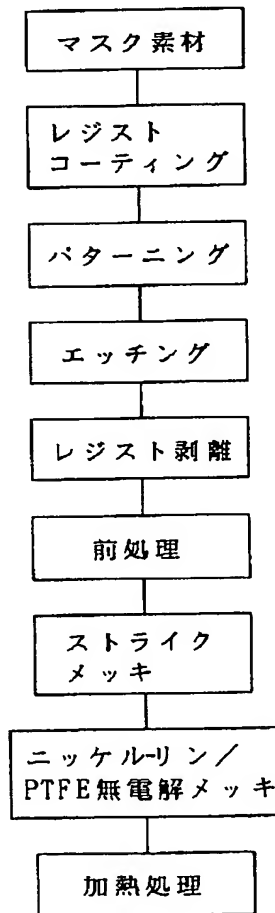 マスク素材
レジスト
コーティング
パターニング
エッチング
レジスト剥離
前処理
ストライク
メッキ
ニッケル-リン/
PTFE無電解メッキ
加熱処理